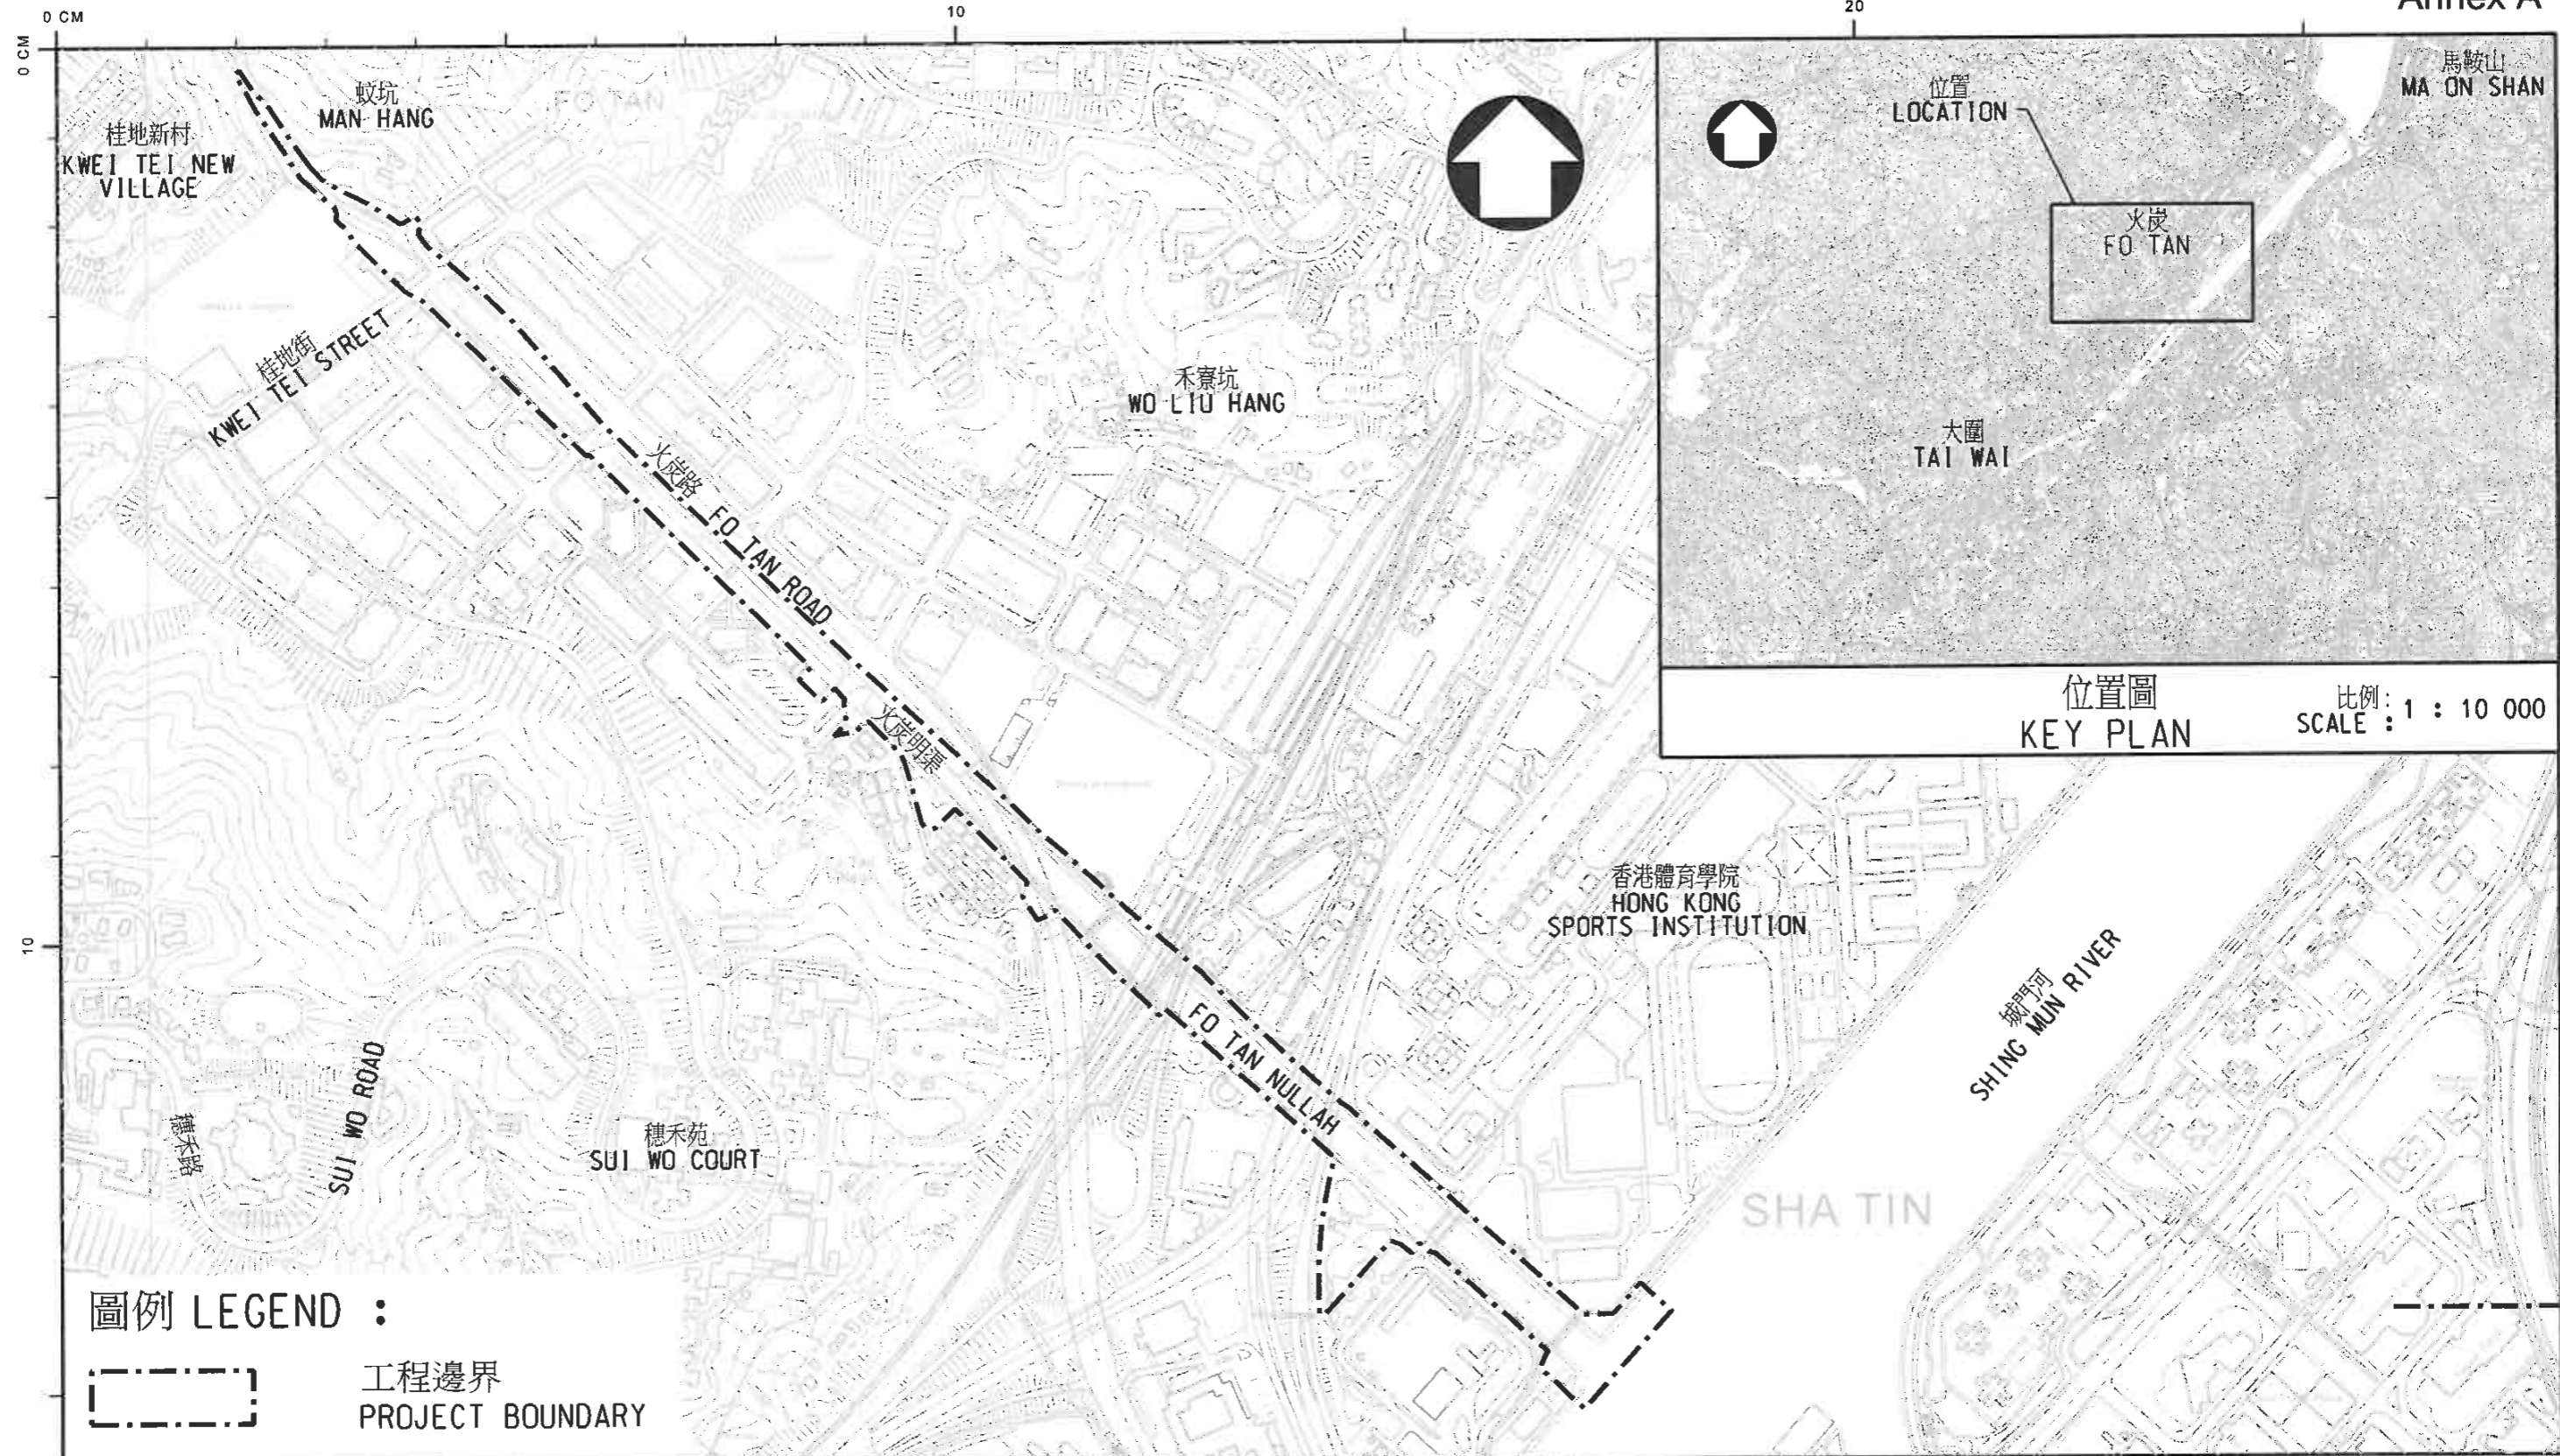 Annex A
0 CM
10
20
0 CM
10
蚊坑
MAN HANG
FO TAN
桂地新村
KWEI TEI NEW
VILLAGE
桂地街
KWEI TEI STREET
禾寮坑
WO LIU HANG
火炭路
FO TAN ROAD
火炭明渠
FO TAN NULLAH
香港體育學院
HONG KONG
SPORTS INSTITUTION
城門河
SHING MUN RIVER
穗禾路
SUI WO ROAD
穗禾苑
SUI WO COURT
SHA TIN
位置
LOCATION
馬鞍山
MA ON SHAN
火炭
FO TAN
大圍
TAI WAI
位置圖
KEY PLAN
比例:
SCALE : 1 : 10 000
圖例 LEGEND :
工程邊界
PROJECT BOUNDARY